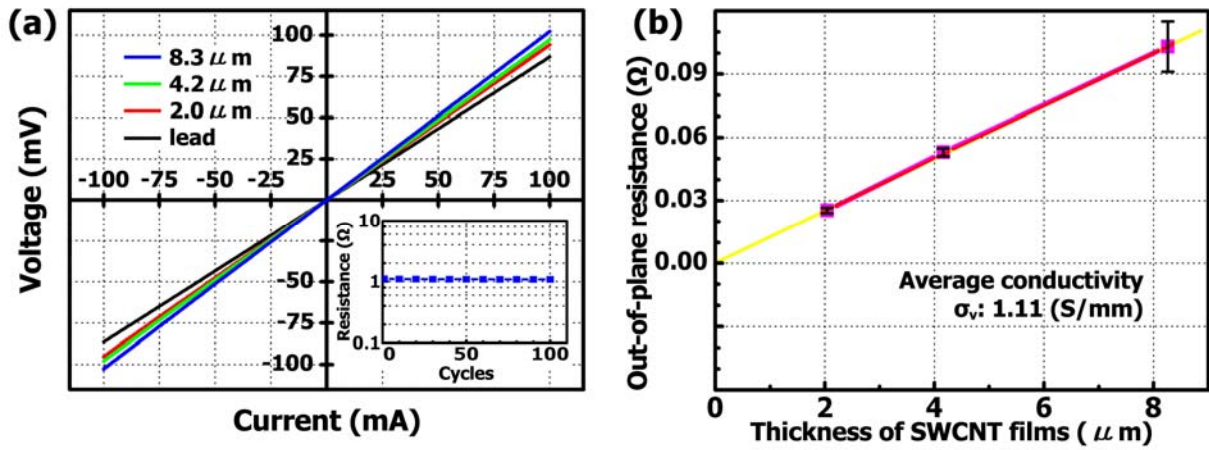 (a)
100
75
50
25
8.3 μm
4.2 μm
2.0 μm
lead
Voltage (mV)
-100 -75 -50 -25
25 50 75 100
-50
-75
-100
Current (mA)
10
1
0.1
Resistance (Ω)
0 50 100
Cycles
(b)
0.09
0.06
0.03
0.00
Out-of-plane resistance (Ω)
Average conductivity
σv: 1.11 (S/mm)
0 2 4 6 8
Thickness of SWCNT films ( μm)